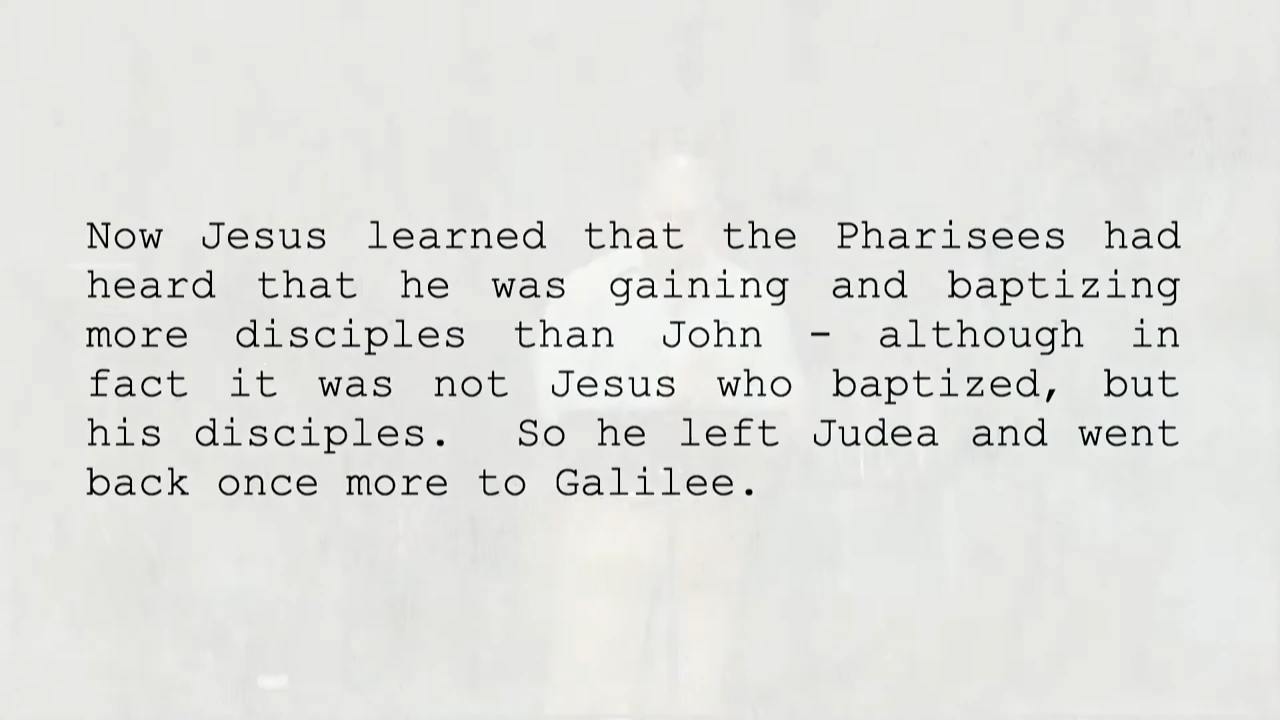 Now Jesus learned that the Pharisees had
heard that he was gaining and baptizing
more disciples than John - although in
fact it was not Jesus who baptized, but
his disciples.  So he left Judea and went
back once more to Galilee.